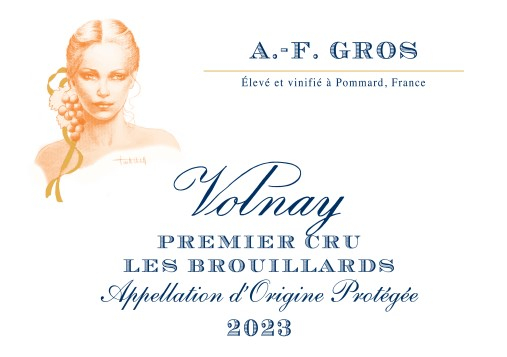 A.-F. GROS
Élevé et vinifié à Pommard, France
Volnay
PREMIER CRU
LES BROUILLARDS
Appellation d'Origine Protégée
2023